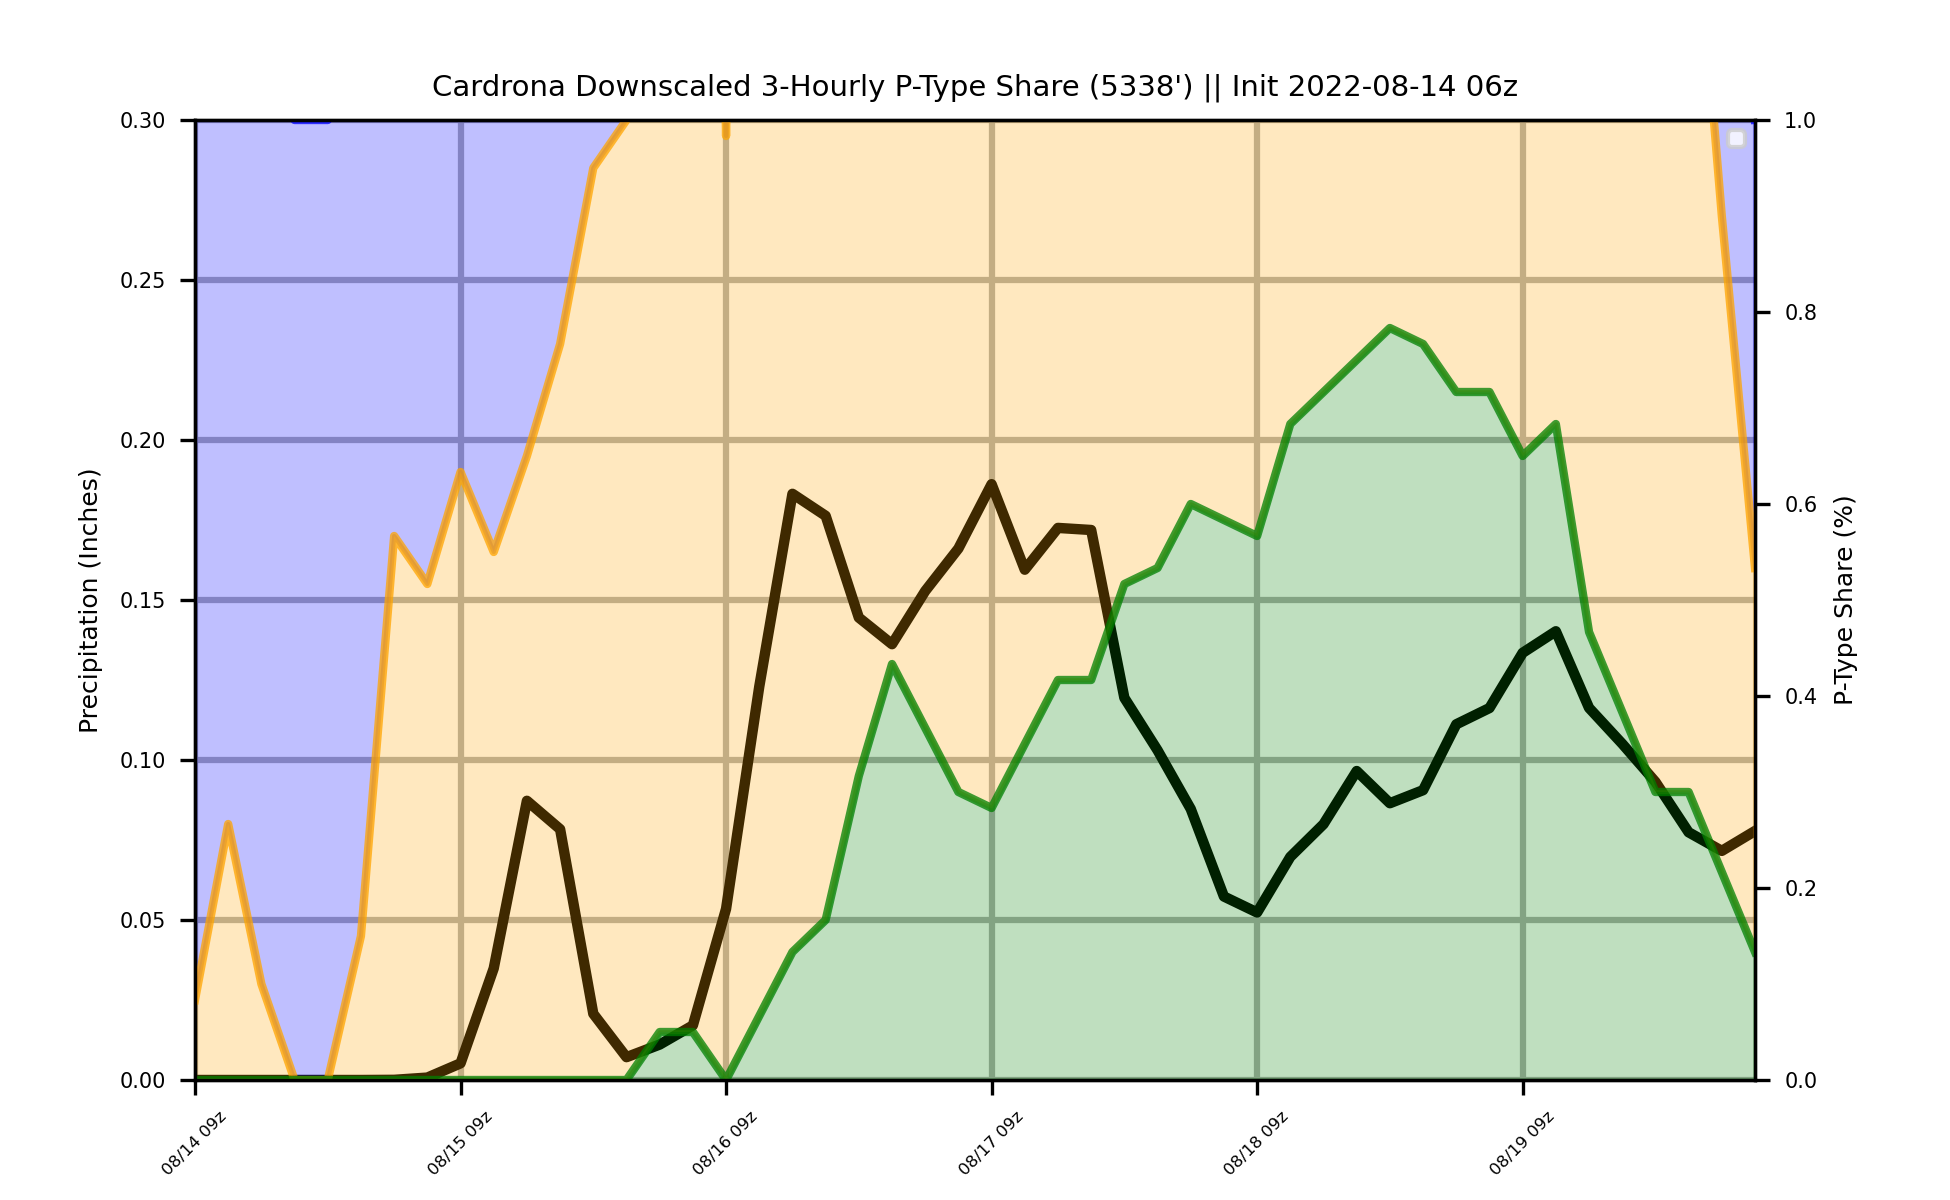 Cardrona Downscaled 3-Hourly P-Type Share (5338') || Init 2022-08-14 06z
0.30
0.25
0.20
0.15
0.10
0.05
0.00
Precipitation (Inches)
1.0
0.8
0.6
0.4
0.2
0.0
P-Type Share (%)
08/14 09z
08/15 09z
08/16 09z
08/17 09z
08/18 09z
08/19 09z